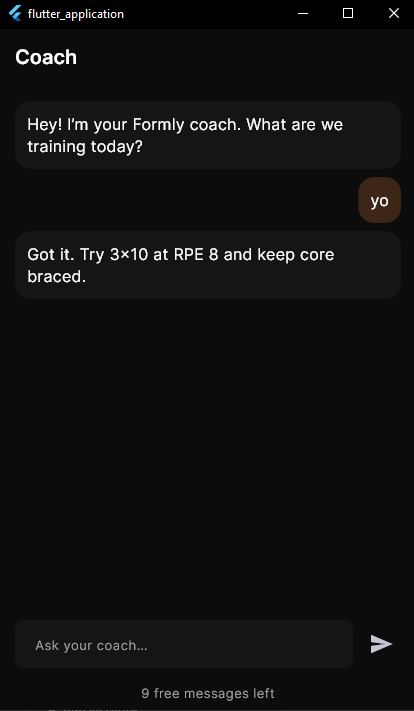 flutter_application
Coach
Hey! I'm your Formly coach. What are we
training today?
yo
Got it. Try 3×10 at RPE 8 and keep core
braced.
Ask your coach...
9 free messages left